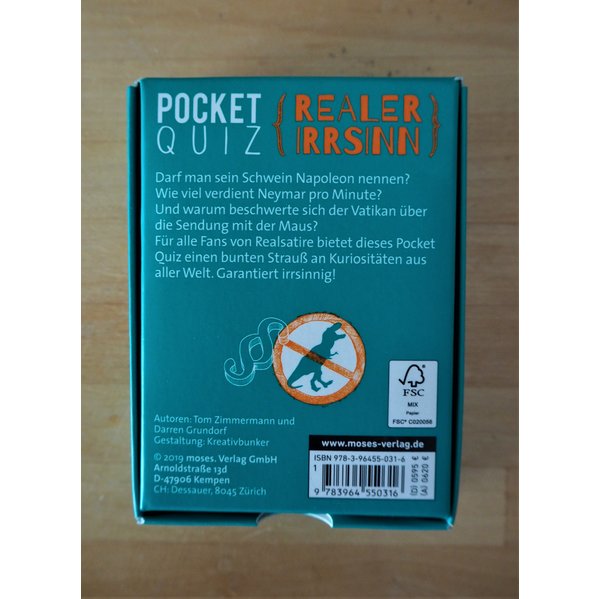 POCKET
QUIZ
{ REALER
IRRSINN }
Darf man sein Schwein Napoleon nennen?
Wie viel verdient Neymar pro Minute?
Und warum beschwerte sich der Vatikan über
die Sendung mit der Maus?
Für alle Fans von Realsatire bietet dieses Pocket
Quiz einen bunten Strauß an Kuriositäten aus
aller Welt. Garantiert irrsinnig!
§§
FSC
MIX
Papier
FSC® C020056
Autoren: Tom Zimmermann und
Darren Grundorf
Gestaltung: Kreativbunker
© 2019 moses. Verlag GmbH
Arnoldstraße 13d
D-47906 Kempen
CH: Dessauer, 8045 Zürich
www.moses-verlag.de
ISBN 978-3-96455-031-6
1
9 783964 550316
(D) 0595 €
(A) 0620 €